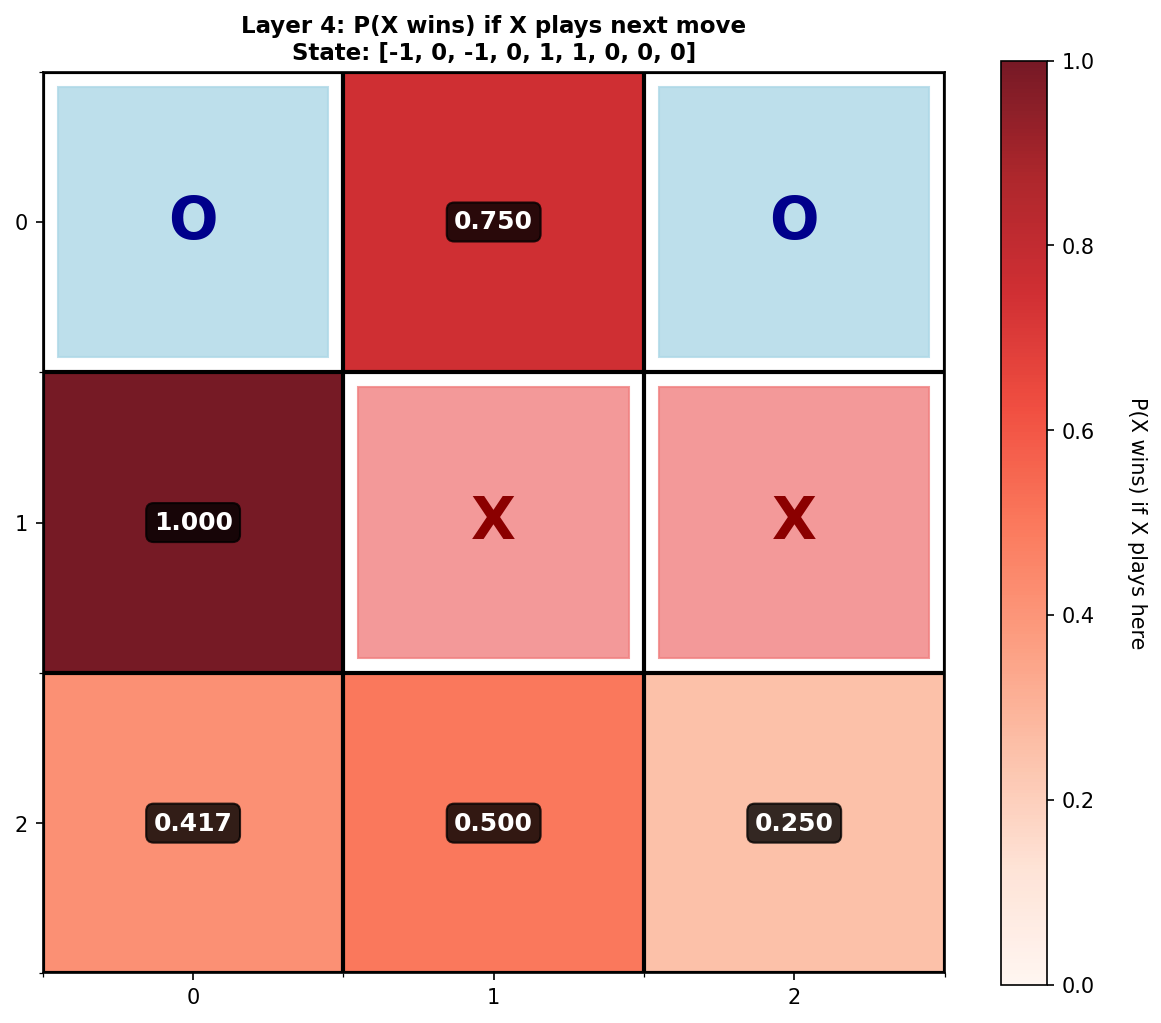 Layer 4: P(X wins) if X plays next move
State: [-1, 0, -1, 0, 1, 1, 0, 0, 0]
O
0.750
O
1.000
X
X
0.417
0.500
0.250
0
1
2
0
1
2
1.0
0.8
0.6
0.4
0.2
0.0
P(X wins) if X plays here